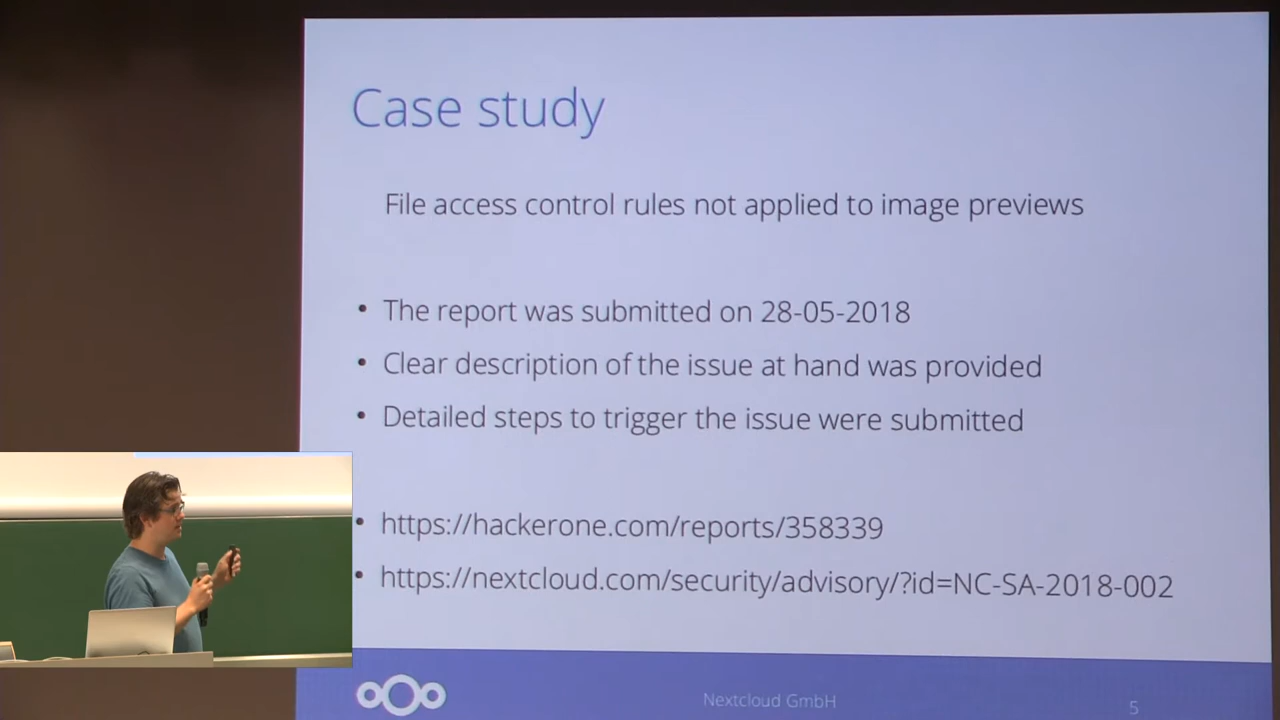 Case study
File access control rules not applied to image previews
• The report was submitted on 28-05-2018
• Clear description of the issue at hand was provided
• Detailed steps to trigger the issue were submitted
• https://hackerone.com/reports/358339
• https://nextcloud.com/security/advisory/?id=NC-SA-2018-002
Nextcloud GmbH
5